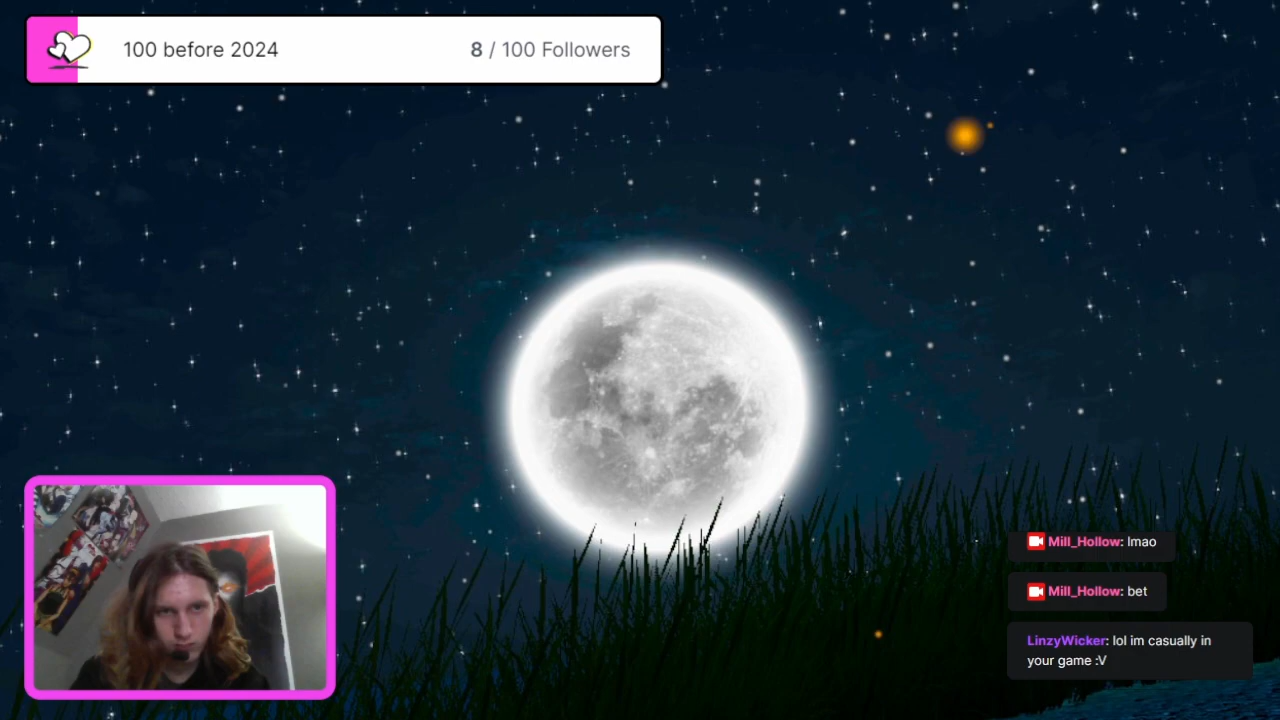 100 before 2024
8 / 100 Followers
Mill_Hollow: lmao
Mill_Hollow: bet
LinzyWicker: lol im casually in
your game :V